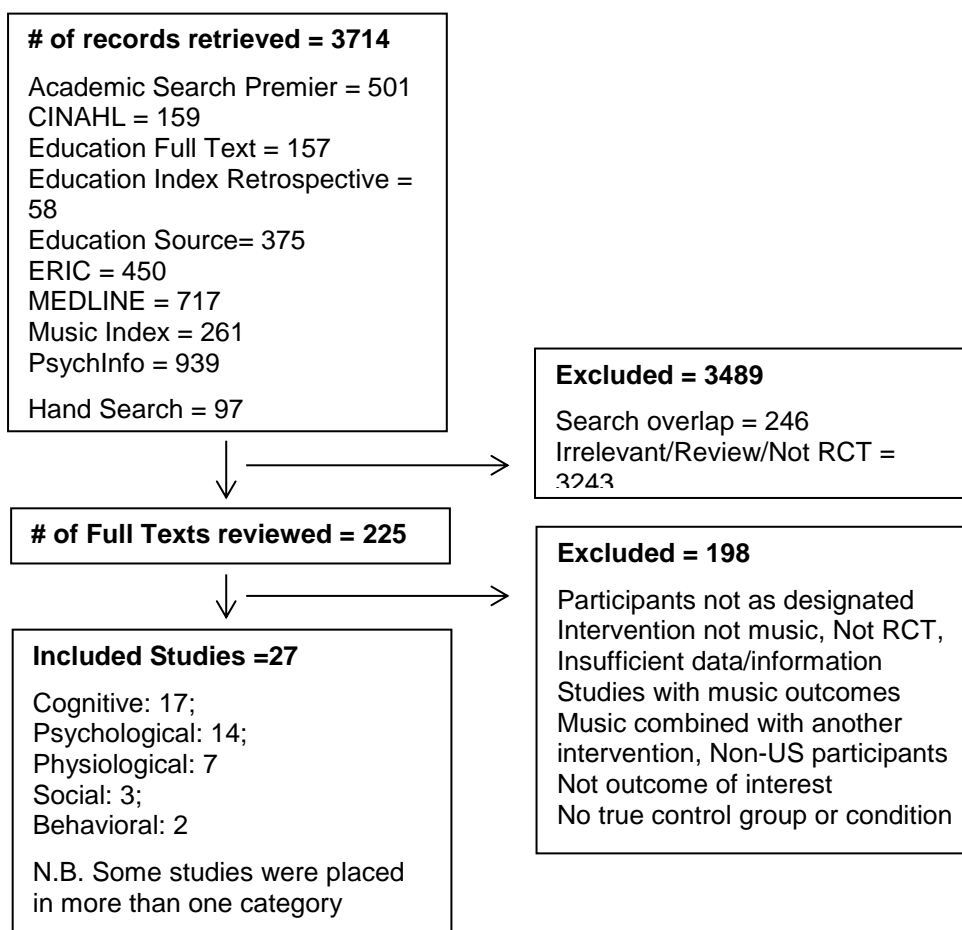 # of records retrieved = 3714
Academic Search Premier = 501
CINAHL = 159
Education Full Text = 157
Education Index Retrospective =
58
Education Source= 375
ERIC = 450
MEDLINE = 717
Music Index = 261
PsychInfo = 939
Hand Search = 97
Excluded = 3489
Search overlap = 246
Irrelevant/Review/Not RCT =
3243
# of Full Texts reviewed = 225
Excluded = 198
Participants not as designated
Intervention not music, Not RCT,
Insufficient data/information
Studies with music outcomes
Music combined with another
intervention, Non-US participants
Not outcome of interest
No true control group or condition
Included Studies =27
Cognitive: 17;
Psychological: 14;
Physiological: 7
Social: 3;
Behavioral: 2
N.B. Some studies were placed
in more than one category